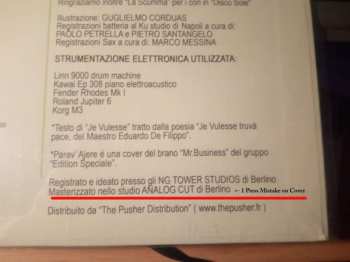 Ringraziamo inoltre "La Scumma" per i cori in "Disco Sole"
Illustrazione: GUGLIELMO CORDUAS
Registrazioni batteria al Ku studio di Napoli a cura di
PAOLO PETRELLA e PIETRO SANTANGELO
Registrazioni Sax a cura di MARCO MESSINA
STRUMENTAZIONE ELETTRONICA UTILIZZATA:
Linn 9000 drum machine
Kawai Ep 308 piano elettroacustico
Fender Rhodes Mk I
Roland Jupiter 6
Korg M3
*Testo di "Je Vulesse" tratto dalla poesia "Je Vulesse truvà
pace, del Maestro Eduardo De Filippo".
*Parav' Ajere è una cover del brano "Mr.Business" del gruppo
"Edition Speciale".
Registrato e ideato presso gli NG TOWER STUDIOS di Berlino
Masterizzato nello studio ANALOG CUT di Berlino ← 1 Press Mistake on Cover
Distribuito da "The Pusher Distribution" ( www.thepusher.fr )